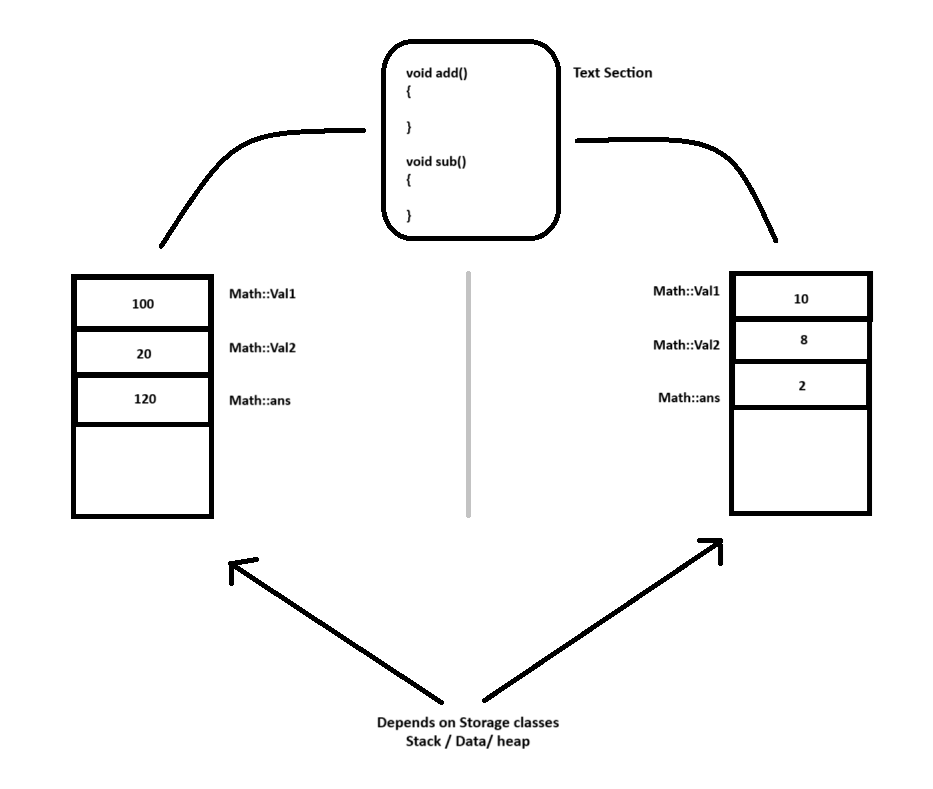 void add()
{
}
void sub()
{
}
Text Section
100
Math::Val1
20
Math::Val2
120
Math::ans
Math::Val1
10
Math::Val2
8
Math::ans
2
Depends on Storage classes
Stack / Data/ heap